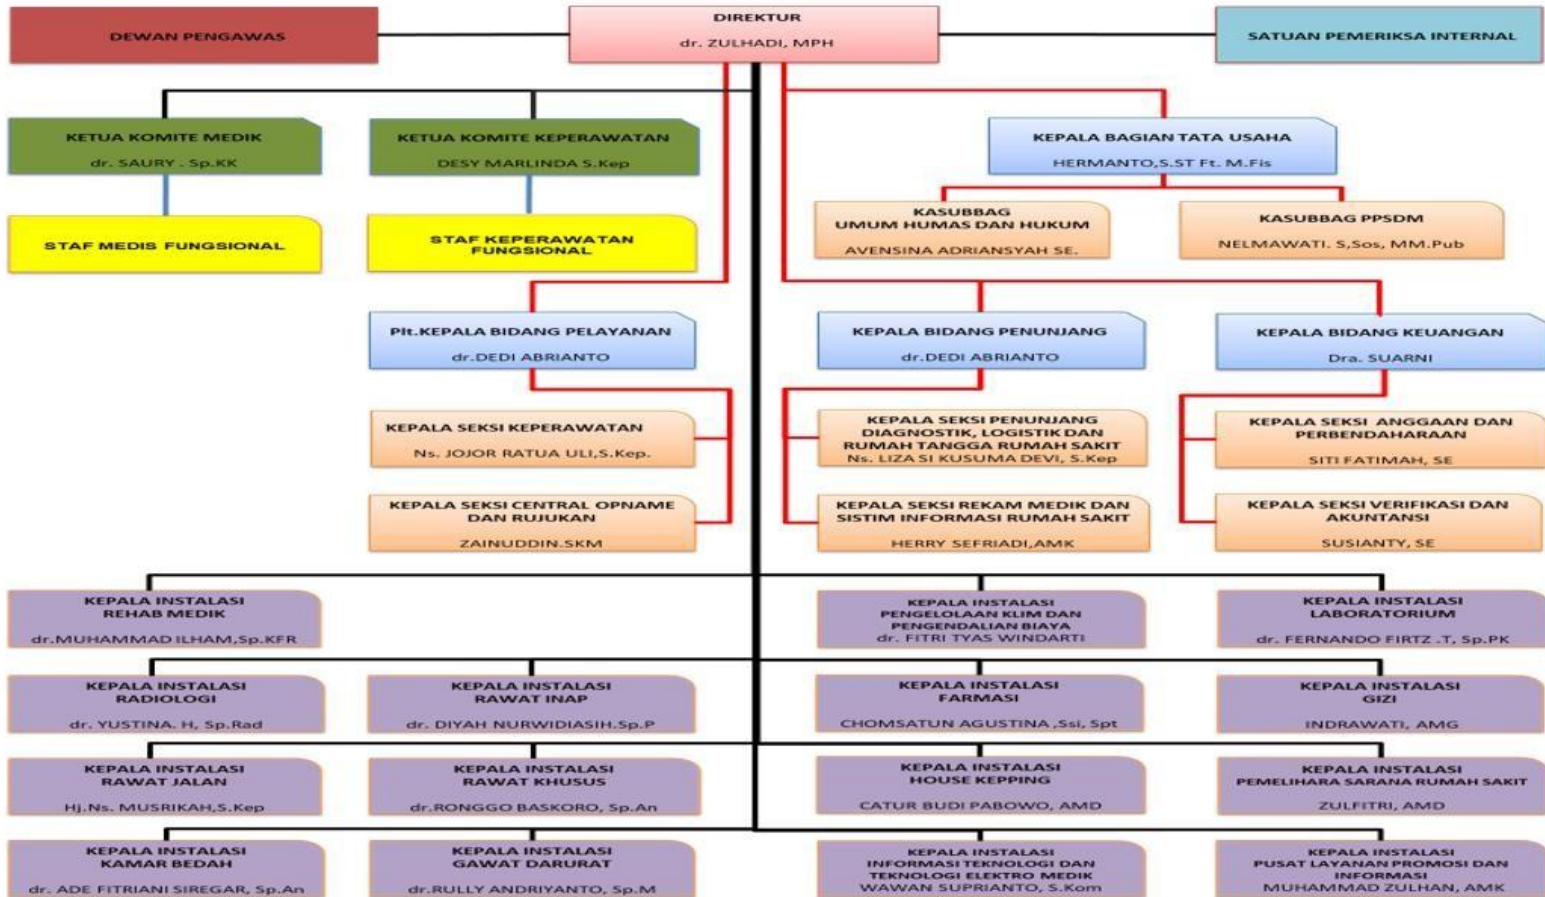 DEWAN PENGAWAS
DIREKTUR
dr. ZULHADI, MPH
SATUAN PEMERIKSA INTERNAL
KETUA KOMITE MEDIK
dr. SAURY . Sp.KK
KETUA KOMITE KEPERAWATAN
DESY MARLINDA S.Kep
KEPALA BAGIAN TATA USAHA
HERMANTO,S.ST Ft. M.Fis
STAF MEDIS FUNGSIONAL
STAF KEPERAWATAN
FUNGSIONAL
KASUBBAG
UMUM HUMAS DAN HUKUM
AVENSINA ADRIANSYAH SE.
KASUBBAG PPSDM
NELMAWATI. S,Sos, MM.Pub
Plt.KEPALA BIDANG PELAYANAN
dr.DEDI ABRIANTO
KEPALA BIDANG PENUNJANG
dr.DEDI ABRIANTO
KEPALA BIDANG KEUANGAN
Dra. SUARNI
KEPALA SEKSI KEPERAWATAN
Ns. JOJOR RATUA ULI,S.Kep.
KEPALA SEKSI PENUNJANG
DIAGNOSTIK, LOGISTIK DAN
RUMAH TANGGA RUMAH SAKIT
Ns. LIZA SI KUSUMA DEVI, S.Kep
KEPALA SEKSI ANGGAAN DAN
PERBENDAHARAAN
SITI FATIMAH, SE
KEPALA SEKSI CENTRAL OPNAME
DAN RUJUKAN
ZAINUDDIN.SKM
KEPALA SEKSI REKAM MEDIK DAN
SISTIM INFORMASI RUMAH SAKIT
HERRY SEFRIADI,AMK
KEPALA SEKSI VERIFIKASI DAN
AKUNTANSI
SUSIANTY, SE
KEPALA INSTALASI
REHAB MEDIK
dr.MUHAMMAD ILHAM,Sp.KFR
KEPALA INSTALASI
PENGELOLAAN KLIM DAN
PENGENDALIAN BIAYA
dr. FITRI TYAS WINDARTI
KEPALA INSTALASI
LABORATORIUM
dr. FERNANDO FIRTZ .T, Sp.PK
KEPALA INSTALASI
RADIOLOGI
dr. YUSTINA. H, Sp.Rad
KEPALA INSTALASI
RAWAT INAP
dr. DIYAH NURWIDIASIH.Sp.P
KEPALA INSTALASI
FARMASI
CHOMSATUN AGUSTINA ,Ssi, Spt
KEPALA INSTALASI
GIZI
INDRAWATI, AMG
KEPALA INSTALASI
RAWAT JALAN
Hj.Ns. MUSRIKAH,S.Kep
KEPALA INSTALASI
RAWAT KHUSUS
dr.RONGGO BASKORO, Sp.An
KEPALA INSTALASI
HOUSE KEPPING
CATUR BUDI PABOWO, AMD
KEPALA INSTALASI
PEMELIHARA SARANA RUMAH SAKIT
ZULFITRI, AMD
KEPALA INSTALASI
KAMAR BEDAH
dr. ADE FITRIANI SIREGAR, Sp.An
KEPALA INSTALASI
GAWAT DARURAT
dr.RULLY ANDRIYANTO, Sp.M
KEPALA INSTALASI
INFORMASI TEKNOLOGI DAN
TEKNOLOGI ELEKTRO MEDIK
WAWAN SUPRIANTO, S.Kom
KEPALA INSTALASI
PUSAT LAYANAN PROMOSI DAN
INFORMASI
MUHAMMAD ZULHAN, AMK